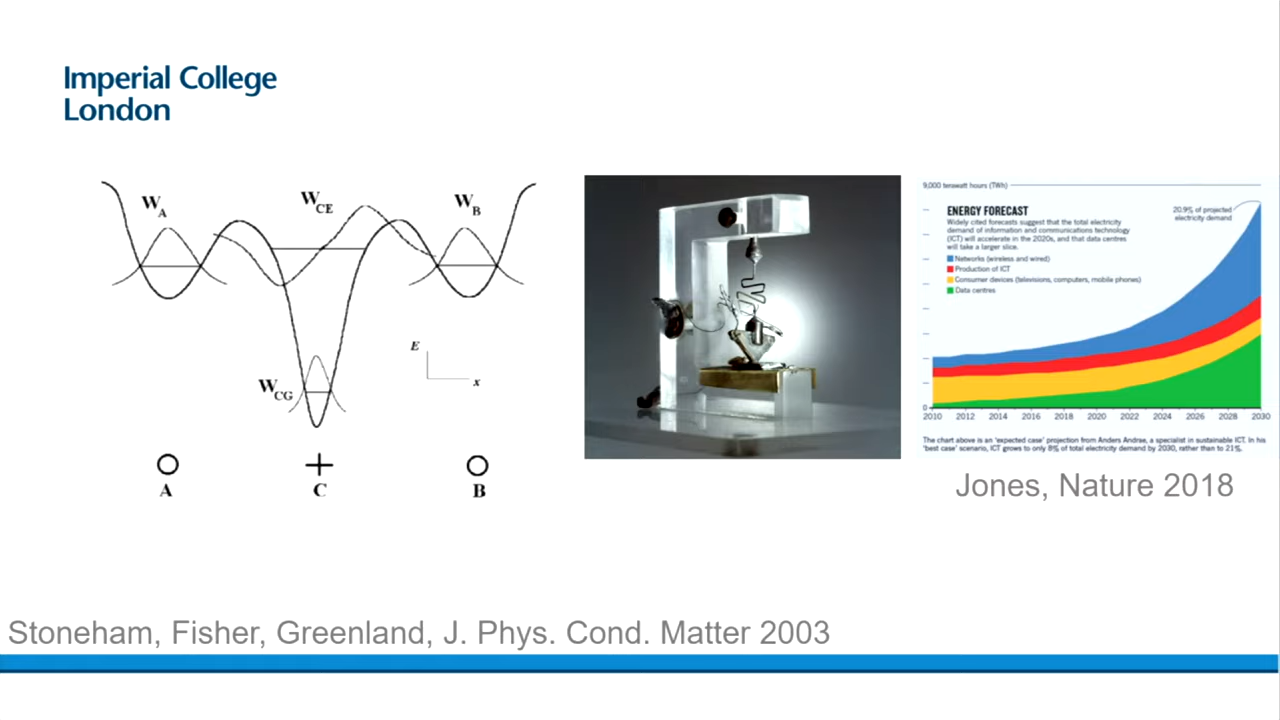 Imperial College
London
W_A
W_CE
W_B
W_CG
E
x
A
C
B
9,000 terawatt hours (TWh)
ENERGY FORECAST
Widely cited forecasts suggest that the total electricity
demand of information and communications technology
(ICT) will accelerate in the 2020s, and that data centres
will take a larger slice.
Networks (wireless and wired)
Production of ICT
Consumer devices (televisions, computers, mobile phones)
Data centres
20.9% of projected
electricity demand
0
2010 2012 2014 2016 2018 2020 2022 2024 2026 2028 2030
The chart above is an 'expected case' projection from Anders Andrae, a specialist in sustainable ICT. In his
'best case' scenario, ICT grows to only 8% of total electricity demand by 2030, rather than to 21%.
Jones, Nature 2018
Stoneham, Fisher, Greenland, J. Phys. Cond. Matter 2003